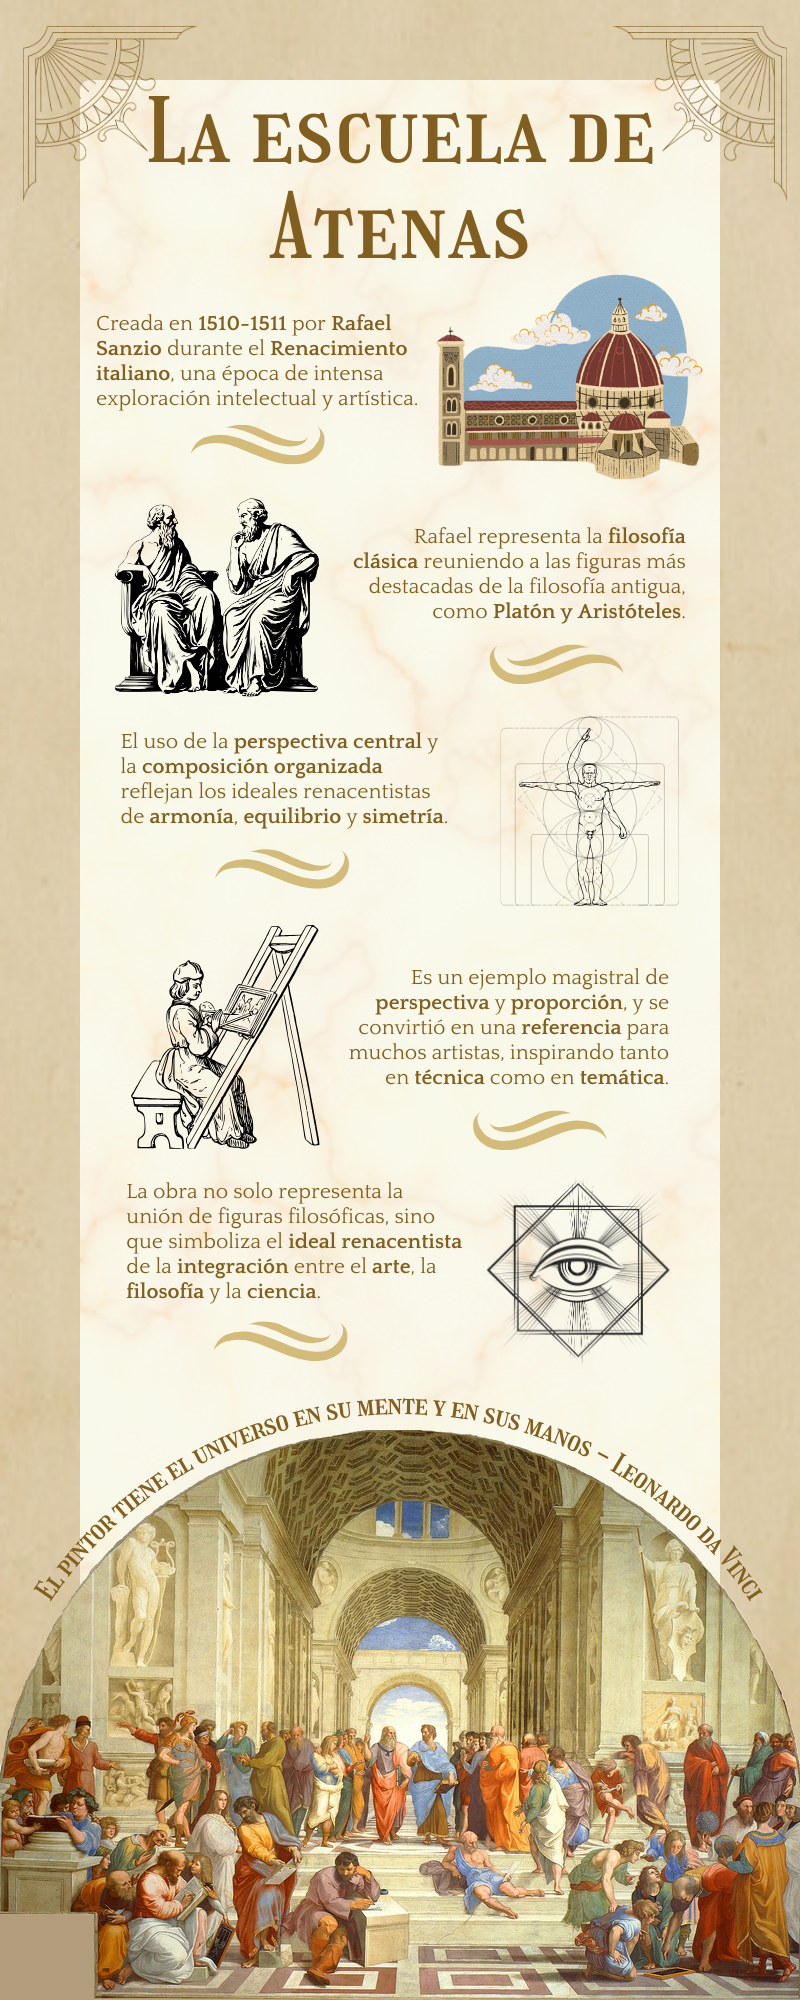 La escuela de
Atenas
Creada en 1510-1511 por Rafael
Sanzio durante el Renacimiento
italiano, una época de intensa
exploración intelectual y artística.
Rafael representa la filosofía
clásica reuniendo a las figuras más
destacadas de la filosofía antigua,
como Platón y Aristóteles.
El uso de la perspectiva central y
la composición organizada
reflejan los ideales renacentistas
de armonía, equilibrio y simetría.
Es un ejemplo magistral de
perspectiva y proporción, y se
convirtió en una referencia para
muchos artistas, inspirando tanto
en técnica como en temática.
La obra no solo representa la
unión de figuras filosóficas, sino
que simboliza el ideal renacentista
de la integración entre el arte, la
filosofía y la ciencia.
El pintor tiene el universo en su mente y en sus manos – Leonardo da Vinci